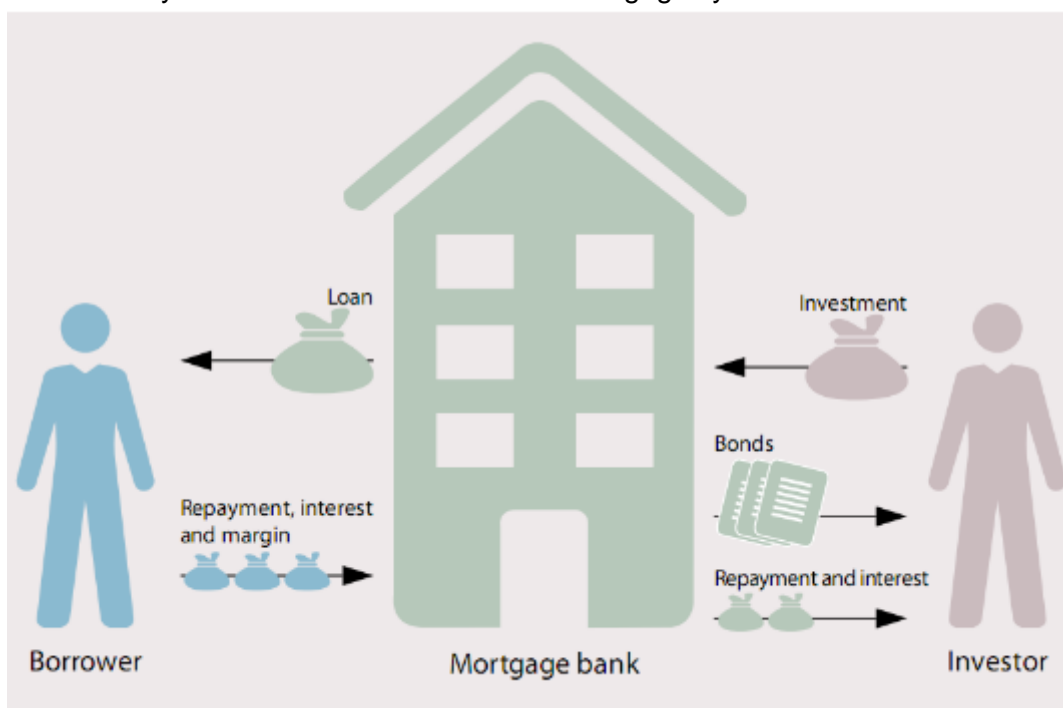 Loan
Investment
Bonds
Repayment, interest
and margin
Repayment and interest
Borrower
Mortgage bank
Investor